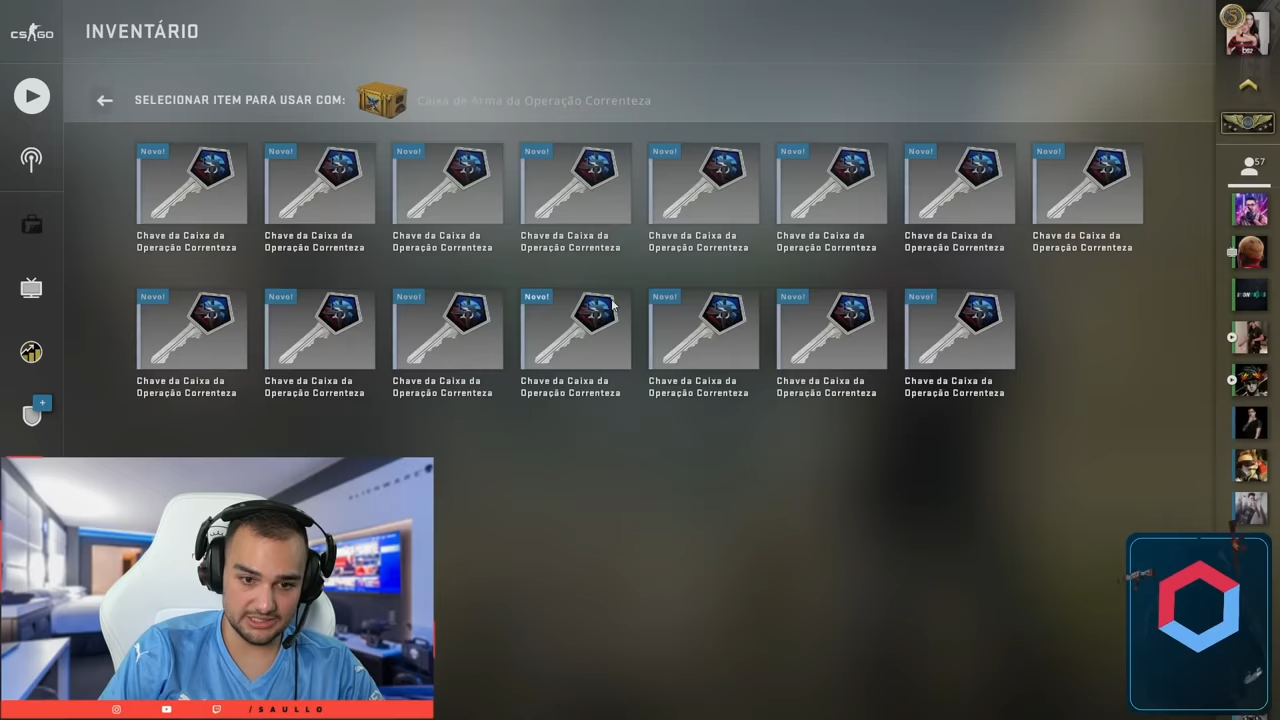 CS GO
INVENTÁRIO
SELECIONAR ITEM PARA USAR COM:
Caixa de Arma da Operação Correnteza
Novo!
Novo!
Novo!
Novo!
Novo!
Novo!
Novo!
Novo!
Chave da Caixa da
Operação Correnteza
Chave da Caixa da
Operação Correnteza
Chave da Caixa da
Operação Correnteza
Chave da Caixa da
Operação Correnteza
Chave da Caixa da
Operação Correnteza
Chave da Caixa da
Operação Correnteza
Chave da Caixa da
Operação Correnteza
Chave da Caixa da
Operação Correnteza
Novo!
Novo!
Novo!
Novo!
Novo!
Novo!
Novo!
Chave da Caixa da
Operação Correnteza
Chave da Caixa da
Operação Correnteza
Chave da Caixa da
Operação Correnteza
Chave da Caixa da
Operação Correnteza
Chave da Caixa da
Operação Correnteza
Chave da Caixa da
Operação Correnteza
Chave da Caixa da
Operação Correnteza
5
57
ALIENWARE
/SAULLO